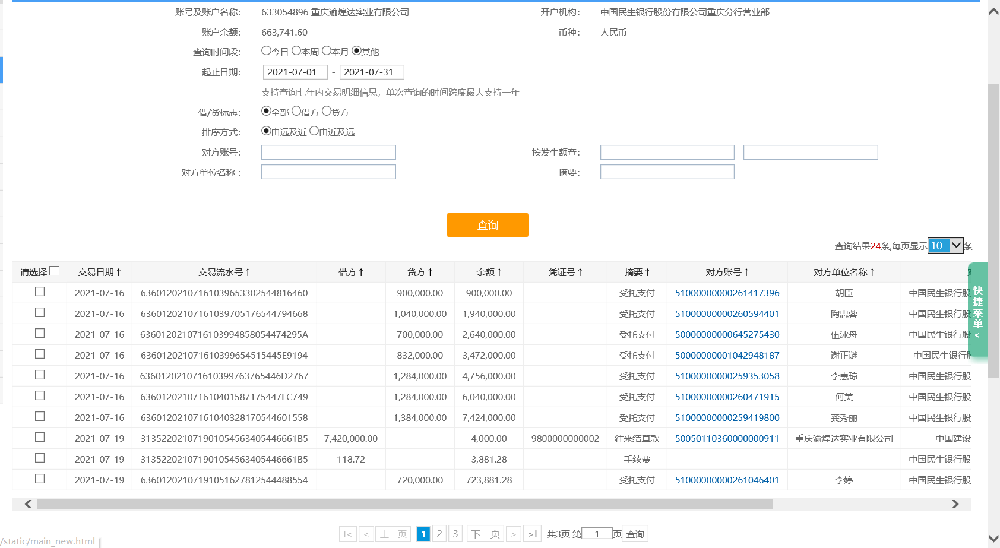 账号及账户名称： 633054896 重庆渝煌达实业有限公司 开户机构： 中国民生银行股份有限公司重庆分行营业部
账户余额： 663,741.60 币种： 人民币
查询时间段： 今日 本周 本月 其他
起止日期： 2021-07-01 - 2021-07-31
支持查询七年内交易明细信息，单次查询的时间跨度最大支持一年
借/贷标志： 全部 借方 贷方
排序方式： 由远及近 由近及远
对方账号： 按发生额查： -
对方单位名称： 摘要：
查询
查询结果24条,每页显示 10 条
请选择 交易日期↑ 交易流水号↑ 借方↑ 贷方↑ 余额↑ 凭证号↑ 摘要↑ 对方账号↑ 对方单位名称↑
2021-07-16 63601202107161039653302544816460 900,000.00 900,000.00 受托支付 51000000000261417396 胡臣 中国民生银行股
2021-07-16 63601202107161039705176544794668 1,040,000.00 1,940,000.00 受托支付 51000000000260594401 陶忠蓉 中国民生银行股
2021-07-16 6360120210716103994858054474295A 700,000.00 2,640,000.00 受托支付 50000000000645275430 伍泳舟 中国民生银行股
2021-07-16 636012021071610399654515445E9194 832,000.00 3,472,000.00 受托支付 50000000001042948187 谢正谜 中国民生银行股
2021-07-16 636012021071610399763765446D2767 1,284,000.00 4,756,000.00 受托支付 51000000000259353058 李惠琼 中国民生银行股
2021-07-16 636012021071610401587175447EC749 1,284,000.00 6,040,000.00 受托支付 51000000000260471915 何美 中国民生银行股
2021-07-16 63601202107161040328170544601558 1,384,000.00 7,424,000.00 受托支付 51000000000259419800 龚秀丽 中国民生银行股
2021-07-19 313522021071901054563405446661B5 7,420,000.00 4,000.00 9800000000002 往来结算款 50050110360000000911 重庆渝煌达实业有限公司 中国建设
2021-07-19 313522021071901054563405446661B5 118.72 3,881.28 手续费 中国民生银行股
2021-07-19 63601202107191051627812544488554 720,000.00 723,881.28 受托支付 51000000000261046401 李婷 中国民生银行股
快捷菜单 <
|< < 上一页 1 2 3 下一页 > >| 共3页 第 1 页 查询
/static/main_new.html